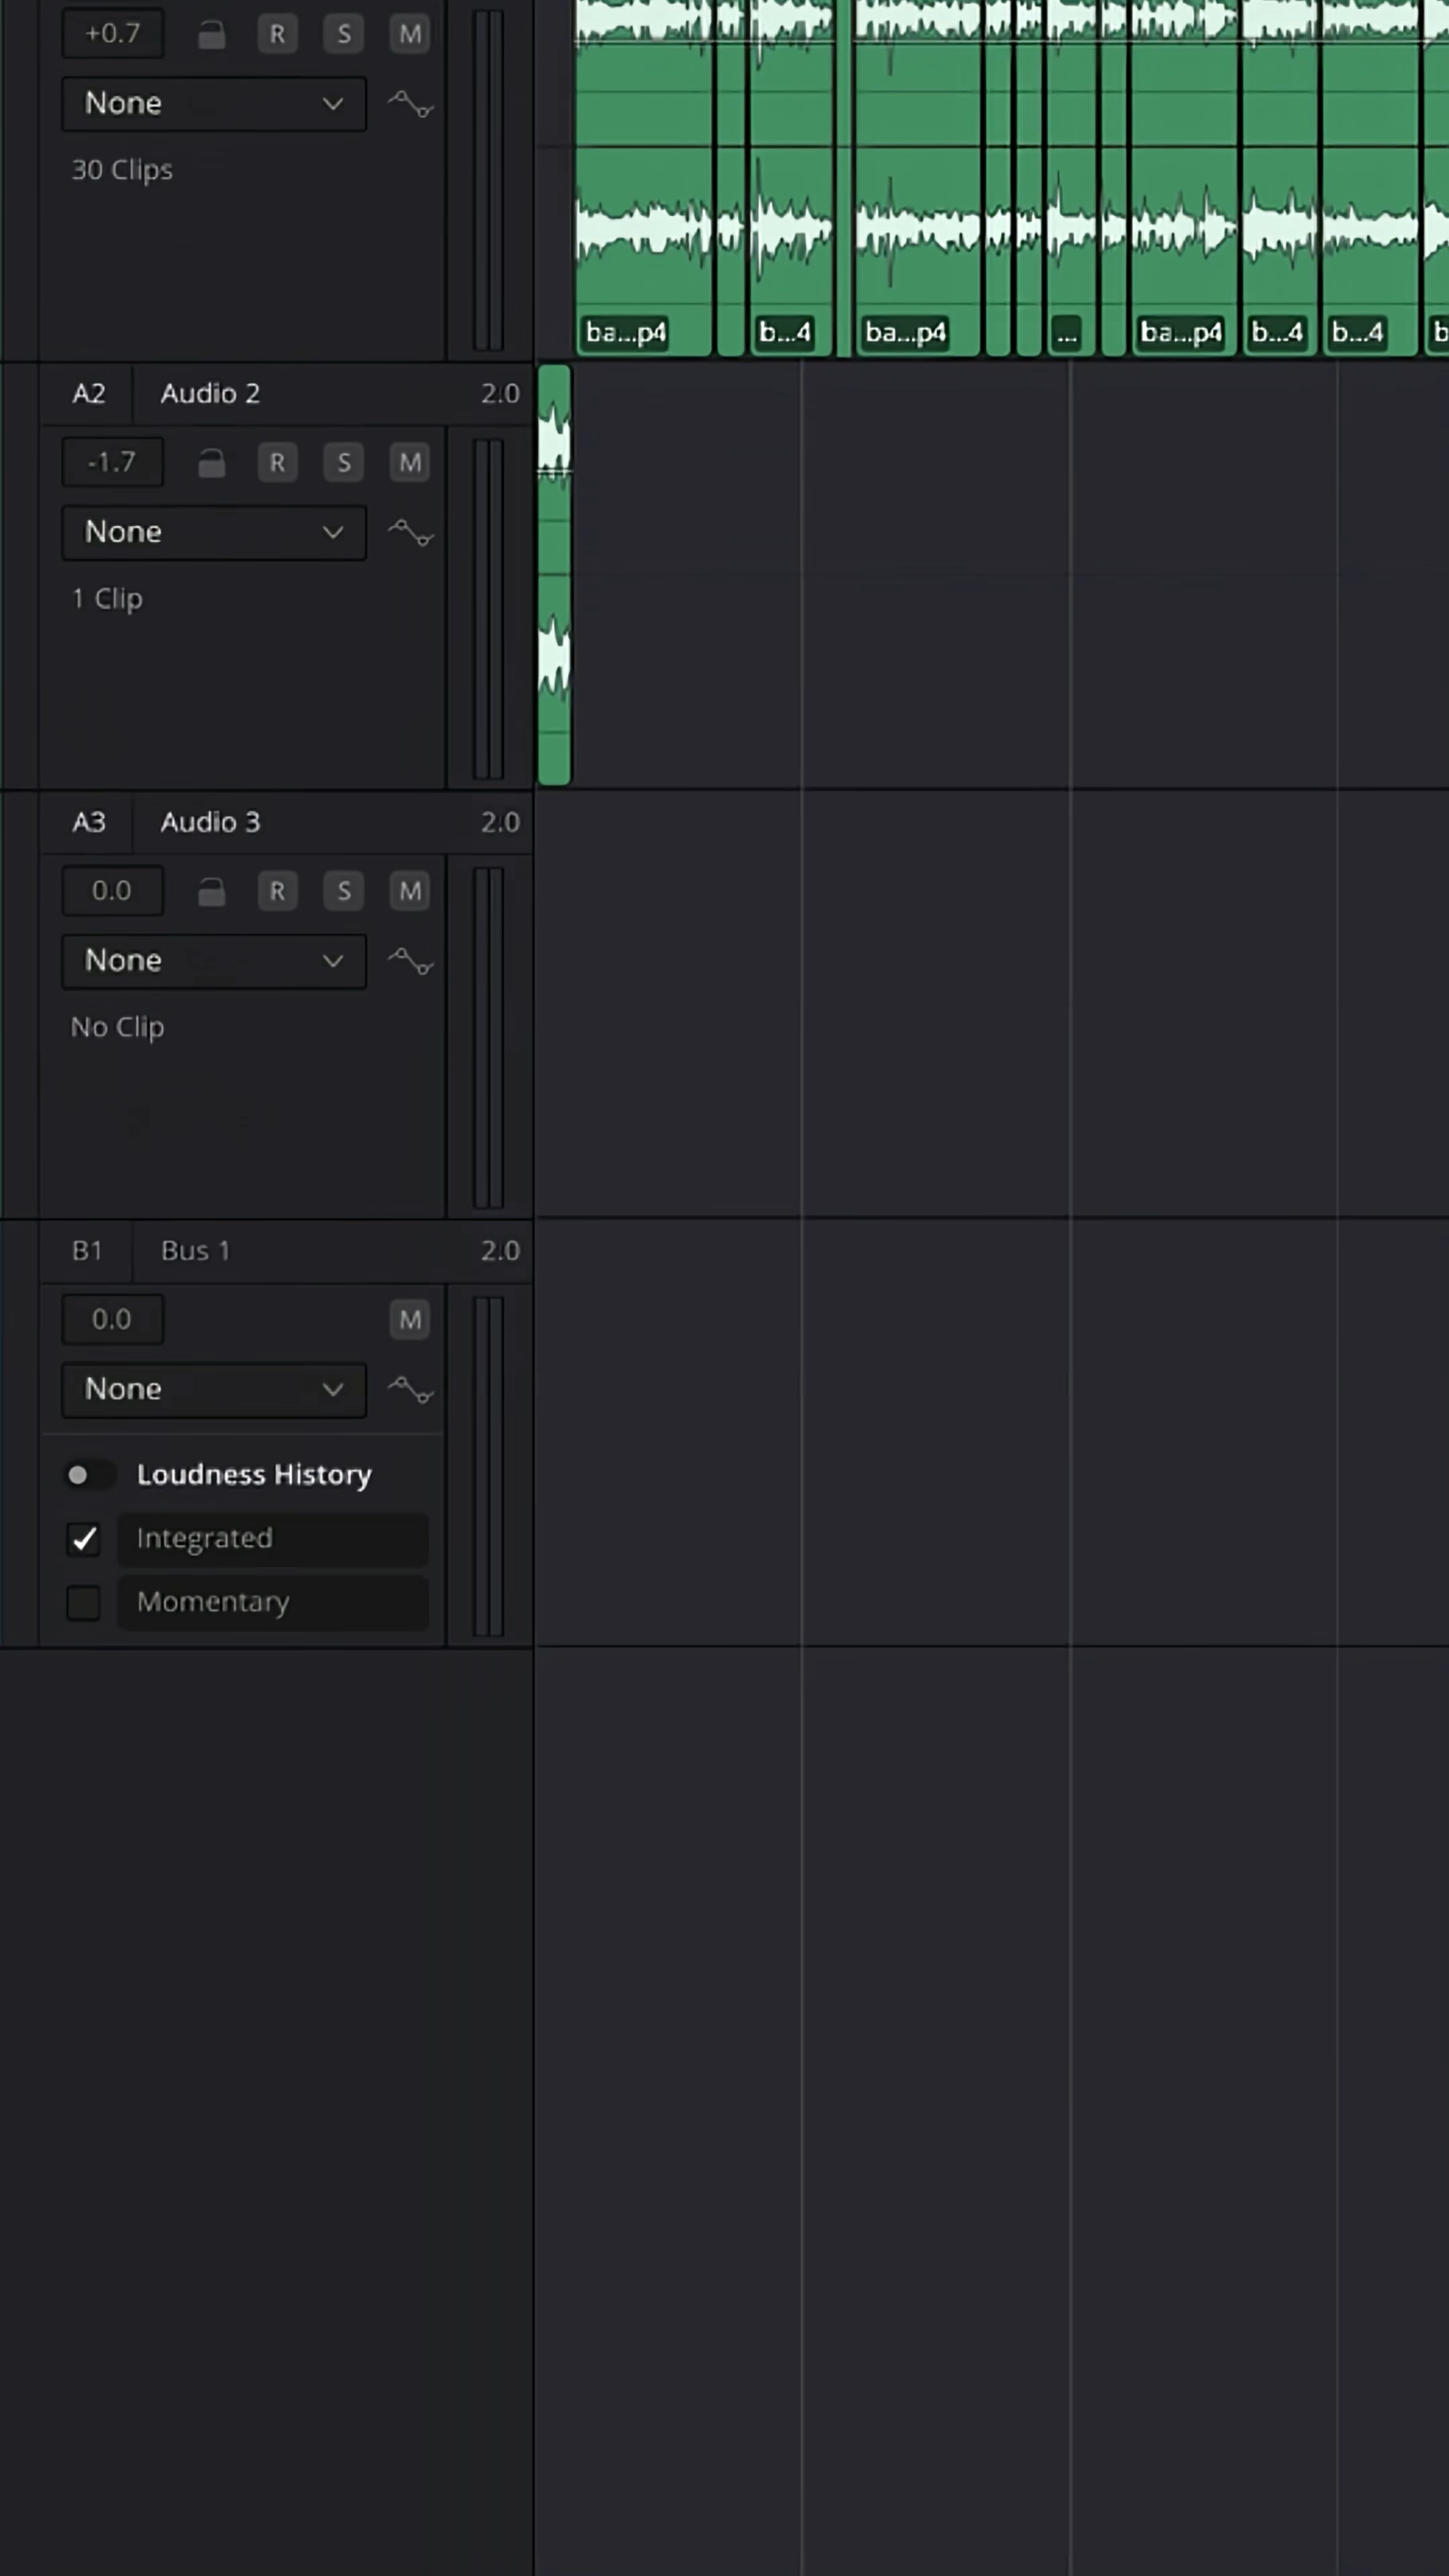 +0.7 R S M
None
30 Clips
ba...p4 b...4 ba...p4 ... ba...p4 b...4 b...4 b
A2 Audio 2 2.0
-1.7 R S M
None
1 Clip
A3 Audio 3 2.0
0.0 R S M
None
No Clip
B1 Bus 1 2.0
0.0 M
None
Loudness History
Integrated
Momentary